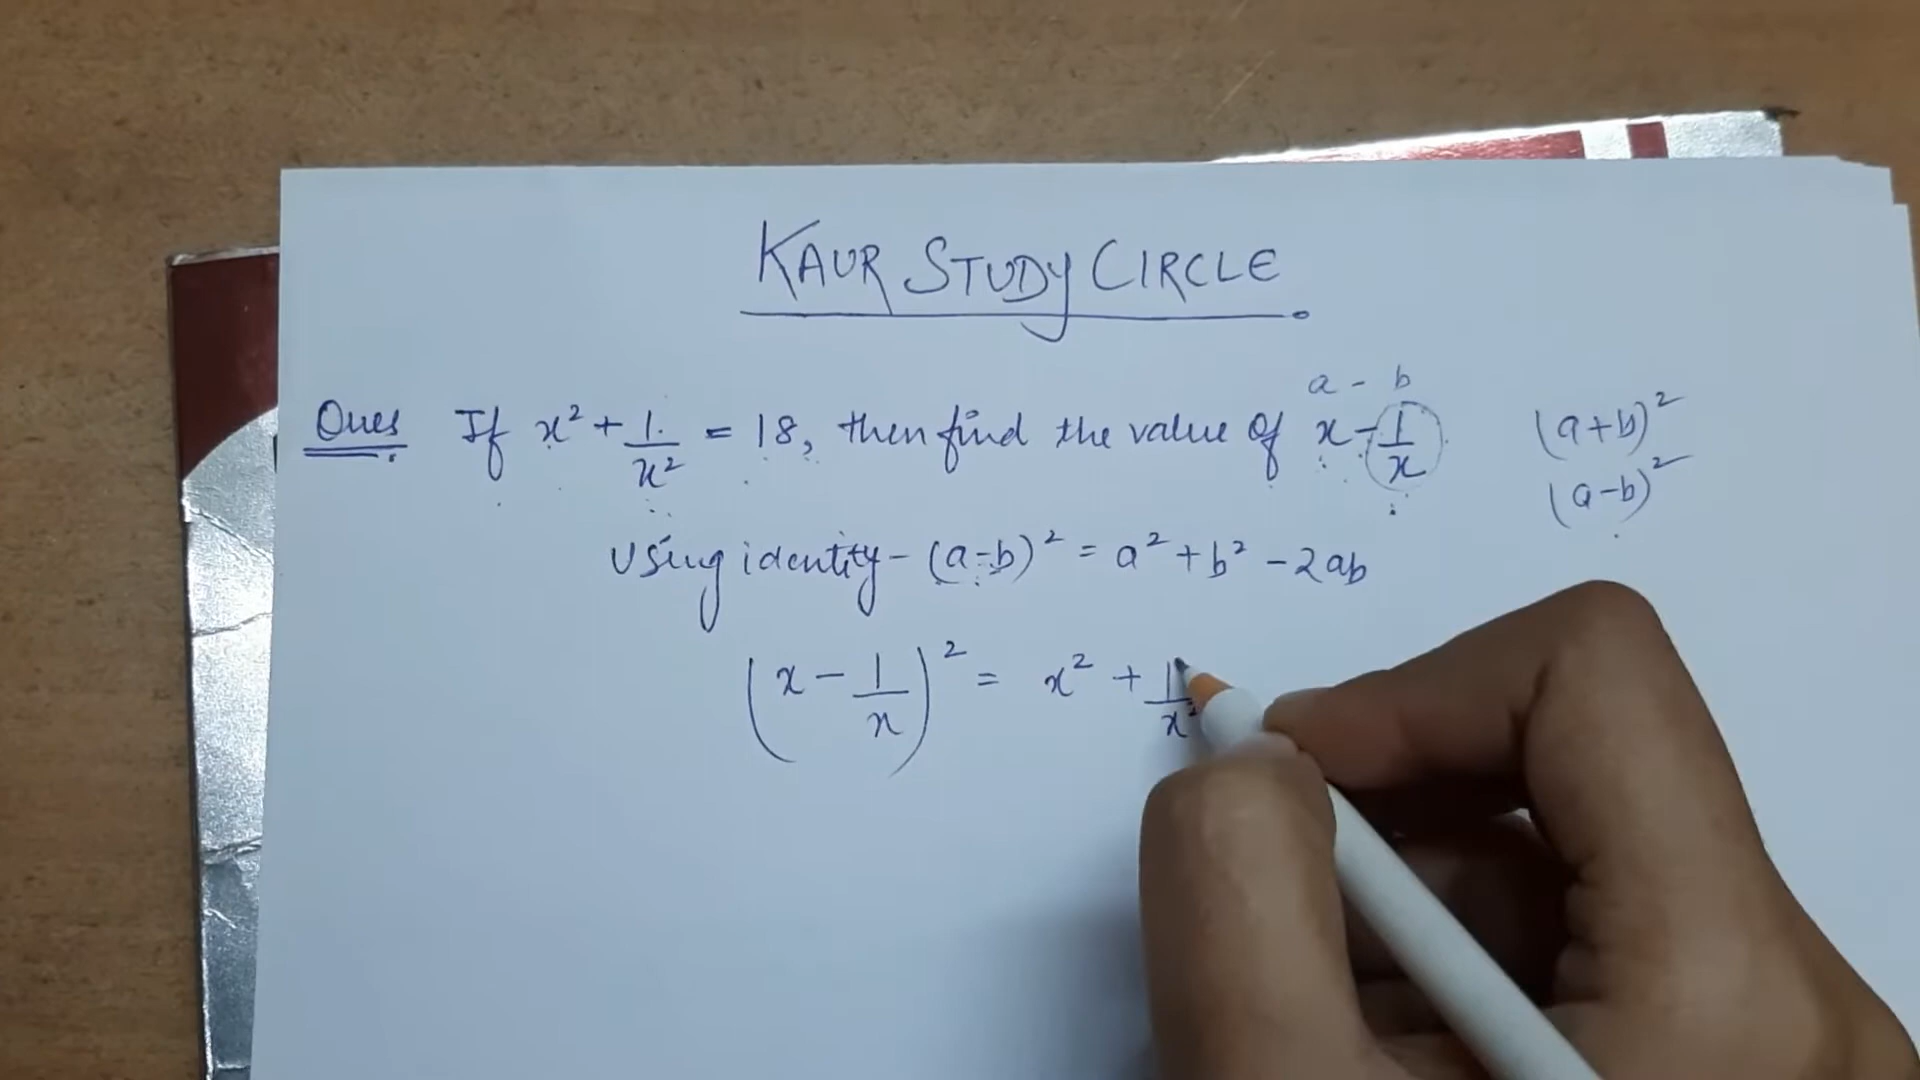 KAUR STUDY CIRCLE
a - b
Ques If x² + 1/x² = 18, then find the value of x - 1/x
(a+b)²
(a-b)²
Using identity - (a-b)² = a² + b² - 2ab
(x - 1/x)² = x² + 1/x²